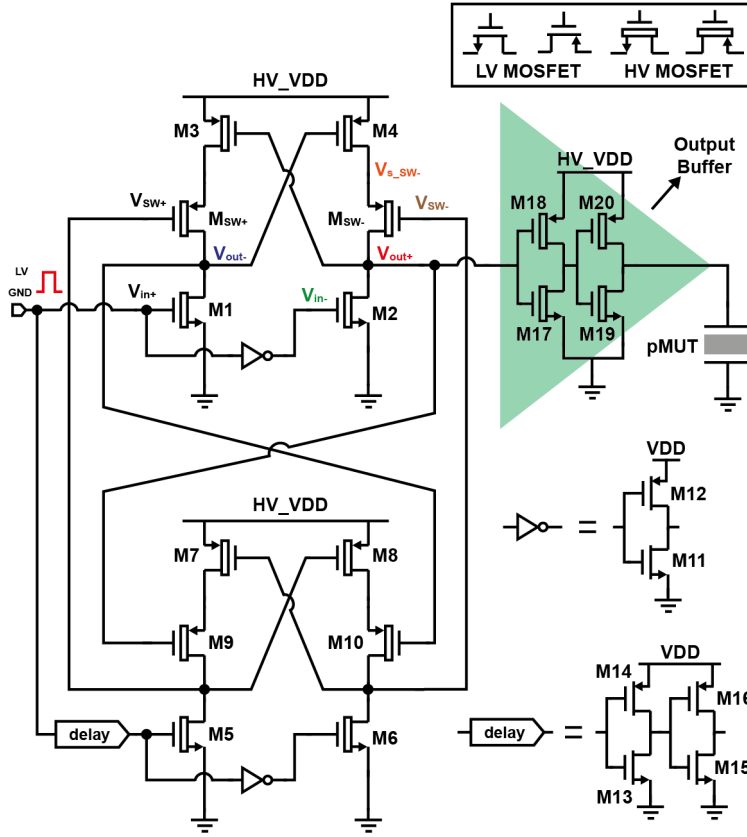 LV MOSFET HV MOSFET
HV_VDD
M3 M4
Output
Buffer
HV_VDD
Vs_SW-
VSW+ MSW+ MSW- VSW-
M18 M20
Vout- Vout+
LV
GND
Vin+ M1 Vin- M2
M17 M19
pMUT
VDD
M12
M11
=
HV_VDD
M7 M8
M9 M10
VDD
M14 M16
delay M5 M6
delay =
M13 M15